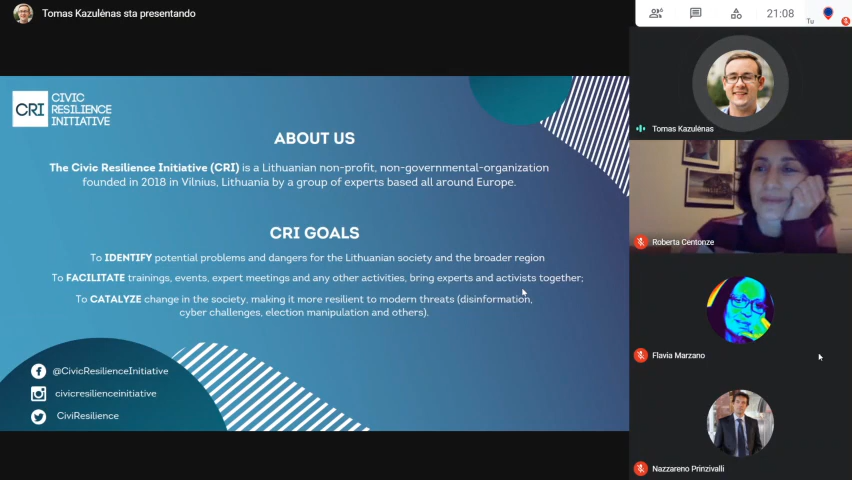 Tomas Kazulénas sta presentando
21:08
Tu
CRI CIVIC
RESILIENCE
INITIATIVE
ABOUT US
The Civic Resilience Initiative (CRI) is a Lithuanian non-profit, non-governmental-organization
founded in 2018 in Vilnius, Lithuania by a group of experts based all around Europe.
CRI GOALS
To IDENTIFY potential problems and dangers for the Lithuanian society and the broader region
To FACILITATE trainings, events, expert meetings and any other activities, bring experts and activists together;
To CATALYZE change in the society, making it more resilient to modern threats (disinformation,
cyber challenges, election manipulation and others).
@CivicResilienceInitiative
civicresilienceinitiative
CiviResilience
Tomas Kazulénas
Roberta Centonze
Flavia Marzano
Nazzareno Prinzivalli